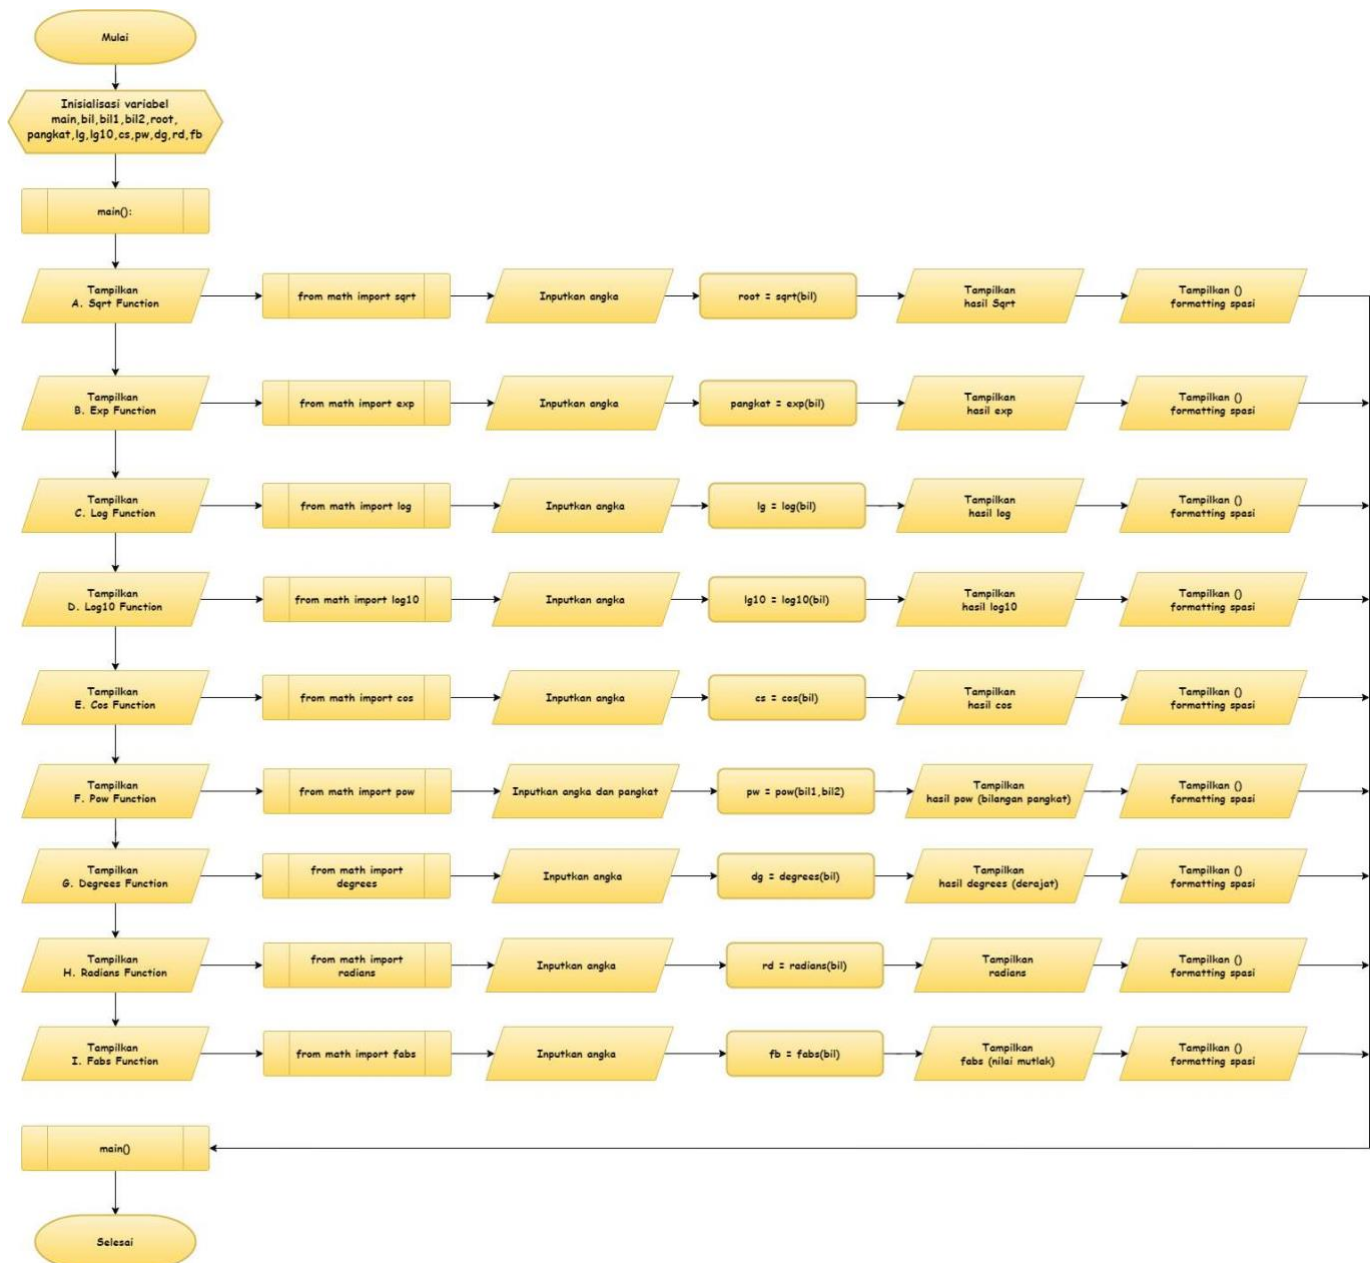 Mulai
Inisialisasi variabel
main,bil,bil1,bil2,root,
pangkat,lg,lg10,cs,pw,dg,rd,fb
main():
Tampilkan
A. Sqrt Function
from math import sqrt
Inputkan angka
root = sqrt(bil)
Tampilkan
hasil Sqrt
Tampilkan ()
formatting spasi
Tampilkan
B. Exp Function
from math import exp
Inputkan angka
pangkat = exp(bil)
Tampilkan
hasil exp
Tampilkan ()
formatting spasi
Tampilkan
C. Log Function
from math import log
Inputkan angka
lg = log(bil)
Tampilkan
hasil log
Tampilkan ()
formatting spasi
Tampilkan
D. Log10 Function
from math import log10
Inputkan angka
lg10 = log10(bil)
Tampilkan
hasil log10
Tampilkan ()
formatting spasi
Tampilkan
E. Cos Function
from math import cos
Inputkan angka
cs = cos(bil)
Tampilkan
hasil cos
Tampilkan ()
formatting spasi
Tampilkan
F. Pow Function
from math import pow
Inputkan angka dan pangkat
pw = pow(bil1,bil2)
Tampilkan
hasil pow (bilangan pangkat)
Tampilkan ()
formatting spasi
Tampilkan
G. Degrees Function
from math import
degrees
Inputkan angka
dg = degrees(bil)
Tampilkan
hasil degrees (derajat)
Tampilkan ()
formatting spasi
Tampilkan
H. Radians Function
from math import
radians
Inputkan angka
rd = radians(bil)
Tampilkan
radians
Tampilkan ()
formatting spasi
Tampilkan
I. Fabs Function
from math import fabs
Inputkan angka
fb = fabs(bil)
Tampilkan
fabs (nilai mutlak)
Tampilkan ()
formatting spasi
main()
Selesai